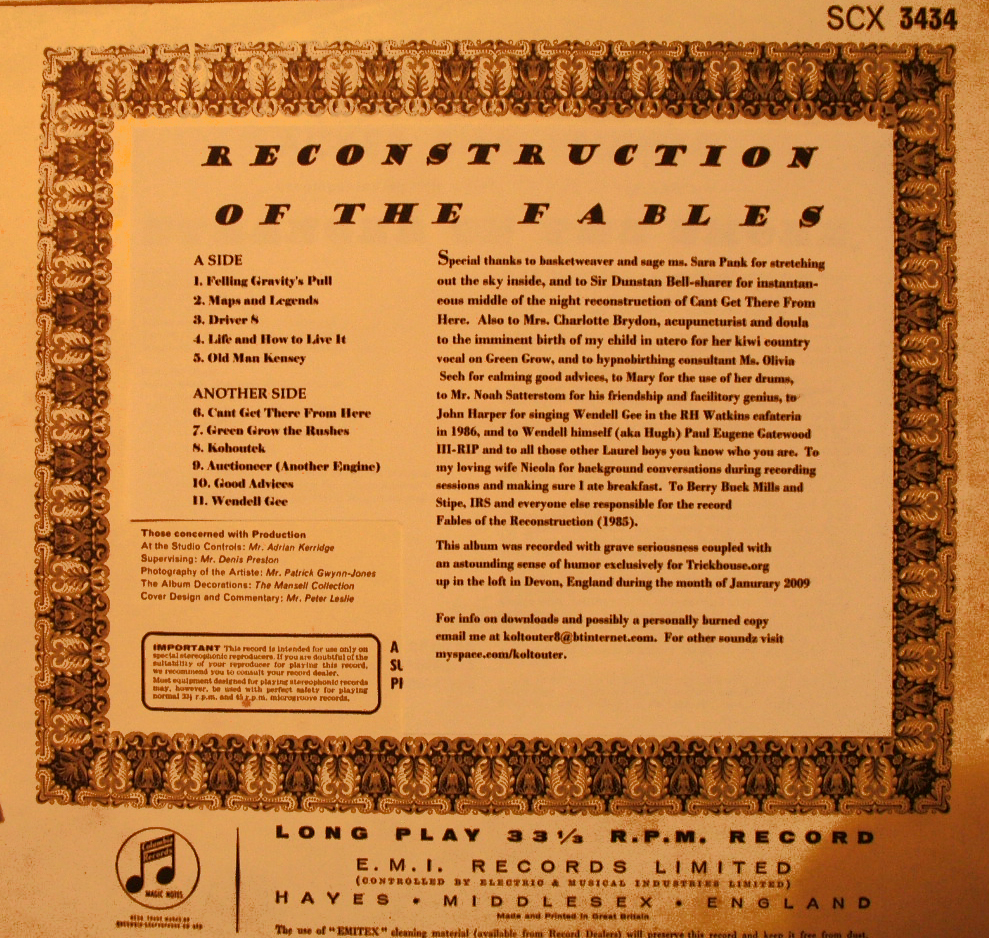 SCX 3434
RECONSTRUCTION
OF THE FABLES
A SIDE
1. Felling Gravity's Pull
2. Maps and Legends
3. Driver 8
4. Life and How to Live It
5. Old Man Kensey
ANOTHER SIDE
6. Cant Get There From Here
7. Green Grow the Rushes
8. Kohoutek
9. Auctioneer (Another Engine)
10. Good Advices
11. Wendell Gee
Special thanks to basketweaver and sage ms. Sara Pank for stretching
out the sky inside, and to Sir Dunstan Bell-sharer for instantan-
eous middle of the night reconstruction of Cant Get There From
Here. Also to Mrs. Charlotte Brydon, acupuncturist and doula
to the imminent birth of my child in utero for her kiwi country
vocal on Green Grow, and to hypnobirthing consultant Ms. Olivia
Seeh for calming good advices, to Mary for the use of her drums,
to Mr. Noah Satterstom for his friendship and facilitory genius, to
John Harper for singing Wendell Gee in the RH Watkins cafateria
in 1986, and to Wendell himself (aka Hugh) Paul Eugene Gatewood
III-RIP and to all those other Laurel boys you know who you are. To
my loving wife Nicola for background conversations during recording
sessions and making sure I ate breakfast. To Berry Buck Mills and
Stipe, IRS and everyone else responsible for the record
Fables of the Reconstruction (1985).
This album was recorded with grave seriousness coupled with
an astounding sense of humor exclusively for Trickhouse.org
up in the loft in Devon, England during the month of Janurary 2009
For info on downloads and possibly a personally burned copy
email me at koltouter8@btinternet.com. For other soundz visit
myspace.com/koltouter.
Those concerned with Production
At the Studio Controls: Mr. Adrian Kerridge
Supervising: Mr. Denis Preston
Photography of the Artiste: Mr. Patrick Gwynn-Jones
The Album Decorations: The Mansell Collection
Cover Design and Commentary: Mr. Peter Leslie
IMPORTANT This record is intended for use only on
special stereophonic reproducers. If you are doubtful of the
suitability of your reproducer for playing this record,
we recommend you to consult your record dealer.
Most equipment designed for playing stereophonic records
may, however, be used with perfect safety for playing
normal 33⅓ r.p.m. and 45 r.p.m. microgroove records.
A
SU
PH
Columbia
Records
MAGIC NOTES
LONG PLAY 33⅓ R.P.M. RECORD
E.M.I. RECORDS LIMITED
(CONTROLLED BY ELECTRIC & MUSICAL INDUSTRIES LIMITED)
HAYES • MIDDLESEX • ENGLAND
Made and Printed in Great Britain
The use of "EMITEX" cleaning material (available from Record Dealers) will preserve this record and keep it free from dust.